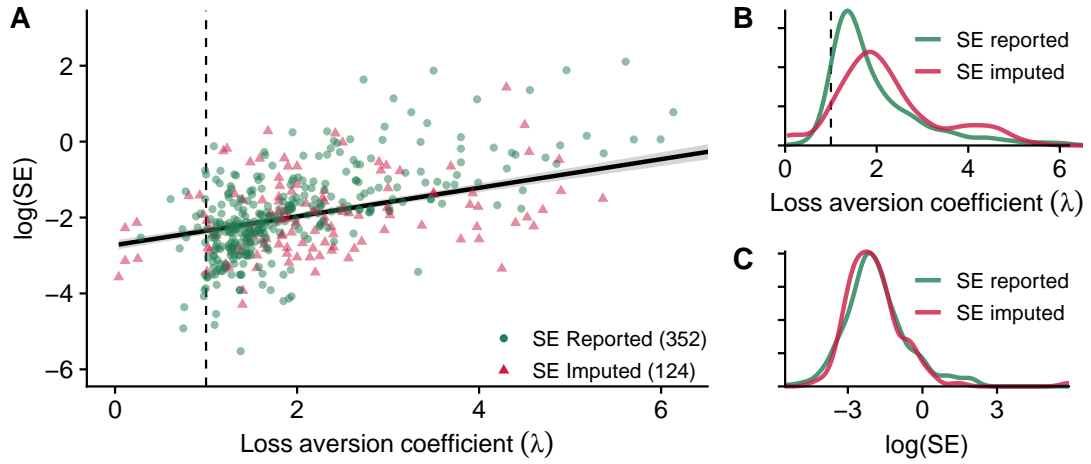 A
log(SE)
2
0
−2
−4
−6
SE Reported (352)
SE Imputed (124)
0
2
4
6
Loss aversion coefficient (λ)
B
SE reported
SE imputed
0
2
4
6
Loss aversion coefficient (λ)
C
SE reported
SE imputed
−3
0
3
log(SE)